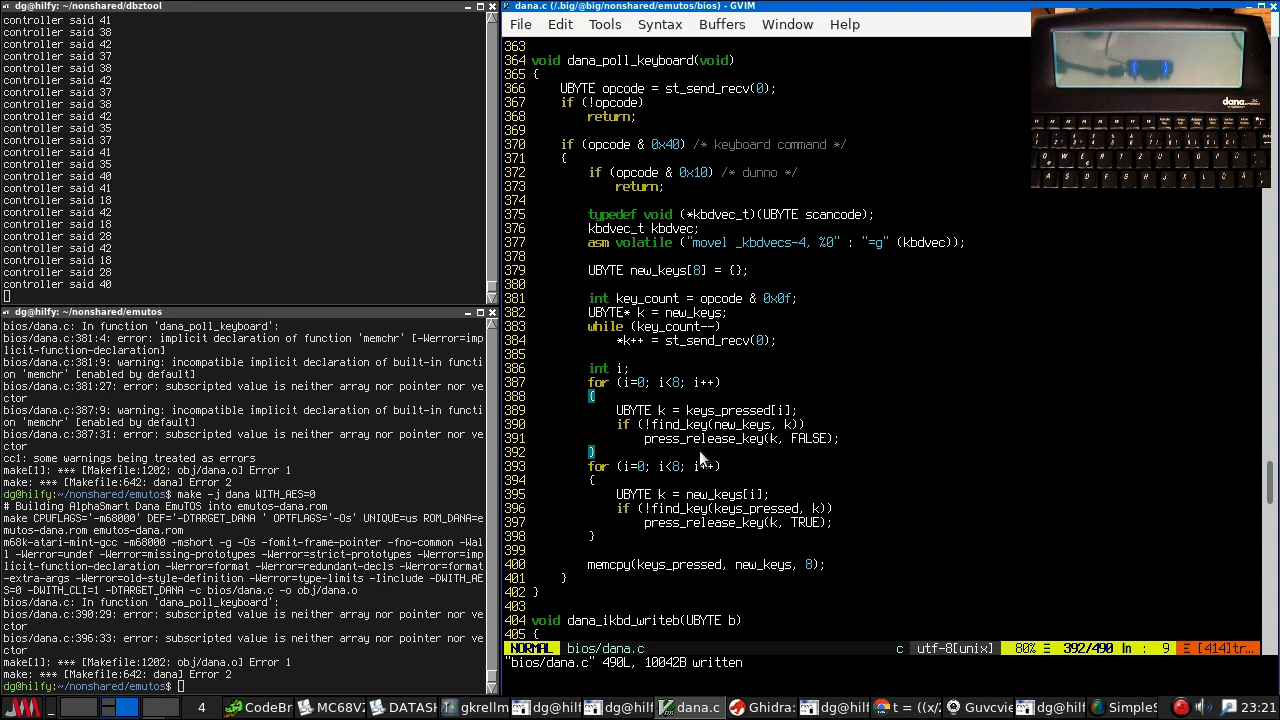 dg@hilfy: ~/nonshared/dbztool
controller said 41
controller said 38
controller said 42
controller said 37
controller said 38
controller said 42
controller said 37
controller said 38
controller said 42
controller said 35
controller said 37
controller said 41
controller said 35
controller said 40
controller said 41
controller said 18
controller said 42
controller said 18
controller said 28
controller said 42
controller said 18
controller said 28
controller said 40
dg@hilfy: ~/nonshared/emutos
bios/dana.c: In function 'dana_poll_keyboard':
bios/dana.c:381:4: error: implicit declaration of function 'memchr' [-Werror=imp
licit-function-declaration]
bios/dana.c:381:9: warning: incompatible implicit declaration of built-in functi
on 'memchr' [enabled by default]
bios/dana.c:381:27: error: subscripted value is neither array nor pointer nor ve
ctor
bios/dana.c:387:9: warning: incompatible implicit declaration of built-in functi
on 'memchr' [enabled by default]
bios/dana.c:387:31: error: subscripted value is neither array nor pointer nor ve
ctor
cc1: some warnings being treated as errors
make[1]: *** [Makefile:1202: obj/dana.o] Error 1
make: *** [Makefile:642: dana] Error 2
dg@hilfy:~/nonshared/emutos$ make -j dana WITH_AES=0
# Building AlphaSmart Dana EmuTOS into emutos-dana.rom
make CPUFLAGS='-m68000' DEF='-DTARGET_DANA ' OPTFLAGS='-Os' UNIQUE=us ROM_DANA=e
mutos-dana.rom emutos-dana.rom
m68k-atari-mint-gcc -m68000 -mshort -g -Os -fomit-frame-pointer -fno-common -Wal
l -Werror=undef -Werror=missing-prototypes -Werror=strict-prototypes -Werror=imp
licit-function-declaration -Werror=format -Werror=redundant-decls -Werror=format
-extra-args -Werror=old-style-definition -Werror=type-limits -Iinclude -DWITH_AE
S=0 -DWITH_CLI=1 -DTARGET_DANA -c bios/dana.c -o obj/dana.o
bios/dana.c: In function 'dana_poll_keyboard':
bios/dana.c:390:29: error: subscripted value is neither array nor pointer nor ve
ctor
bios/dana.c:396:33: error: subscripted value is neither array nor pointer nor ve
ctor
make[1]: *** [Makefile:1202: obj/dana.o] Error 1
make: *** [Makefile:642: dana] Error 2
dg@hilfy:~/nonshared/emutos$
dana.c (/.big/@big/nonshared/emutos/bios) - GVIM
File Edit Tools Syntax Buffers Window Help
363
364 void dana_poll_keyboard(void)
365 {
366     UBYTE opcode = st_send_recv(0);
367     if (!opcode)
368         return;
369
370     if (opcode & 0x40) /* keyboard command */
371     {
372         if (opcode & 0x10) /* dunno */
373             return;
374
375         typedef void (*kbdvec_t)(UBYTE scancode);
376         kbdvec_t kbdvec;
377         asm volatile ("movel _kbdvecs-4, %0" : "=g" (kbdvec));
378
379         UBYTE new_keys[8] = {};
380
381         int key_count = opcode & 0x0f;
382         UBYTE* k = new_keys;
383         while (key_count--)
384             *k++ = st_send_recv(0);
385
386         int i;
387         for (i=0; i<8; i++)
388         {
389             UBYTE k = keys_pressed[i];
390             if (!find_key(new_keys, k))
391                 press_release_key(k, FALSE);
392         }
393         for (i=0; i<8; i++)
394         {
395             UBYTE k = new_keys[i];
396             if (!find_key(keys_pressed, k))
397                 press_release_key(k, TRUE);
398         }
399
400         memcpy(keys_pressed, new_keys, 8);
401     }
402 }
403
404 void dana_ikbd_writeb(UBYTE b)
405 {
NORMAL bios/dana.c c utf-8[unix] 80% ☰ 392/490 ln : 9 Ξ [414]tr…
"bios/dana.c" 490L, 10042B written
dana
4 CodeBr MC68V2 DATASH gkrellm dg@hilf dg@hilf dana.c Ghidra: t = ((x/ Guvcvie dg@hilf SimpleS 23:21